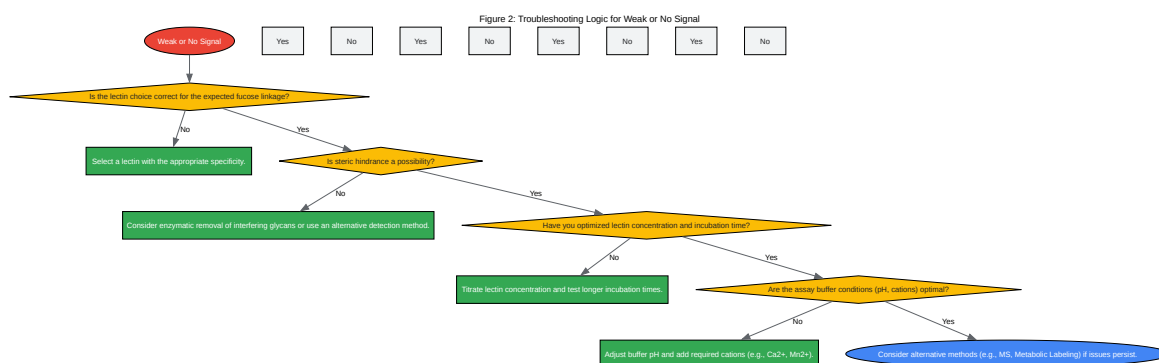 Figure 2: Troubleshooting Logic for Weak or No Signal
Weak or No Signal
Yes
No
Yes
No
Yes
No
Yes
No
Is the lectin choice correct for the expected fucose linkage?
No
Yes
Select a lectin with the appropriate specificity.
Is steric hindrance a possibility?
No
Yes
Consider enzymatic removal of interfering glycans or use an alternative detection method.
Have you optimized lectin concentration and incubation time?
No
Yes
Titrate lectin concentration and test longer incubation times.
Are the assay buffer conditions (pH, cations) optimal?
No
Yes
Adjust buffer pH and add required cations (e.g., Ca2+, Mn2+).
Consider alternative methods (e.g., MS, Metabolic Labeling) if issues persist.